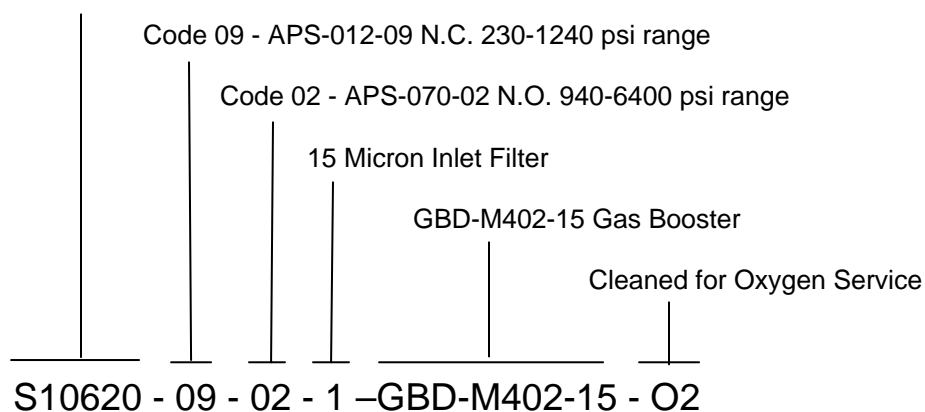 Code 09 - APS-012-09 N.C. 230-1240 psi range
Code 02 - APS-070-02 N.O. 940-6400 psi range
15 Micron Inlet Filter
GBD-M402-15 Gas Booster
Cleaned for Oxygen Service
S10620 - 09 - 02 - 1 –GBD-M402-15 - O2